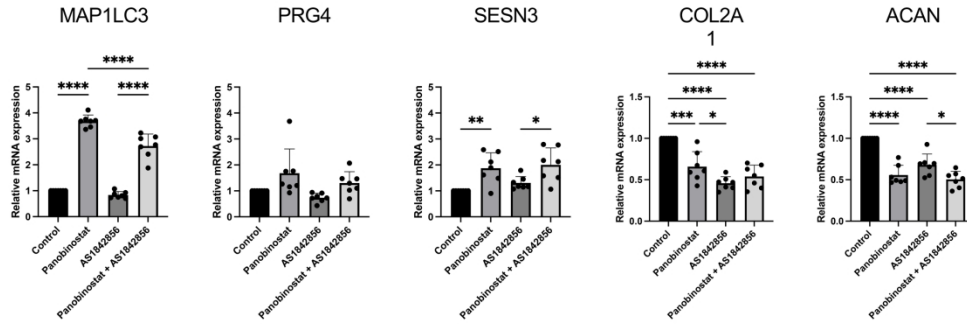 MAP1LC3
****
****
****
Relative mRNA expression
5
4
3
2
1
0
Control
Panobinostat
AS1842856
Panobinostat + AS1842856
PRG4
Relative mRNA expression
5
4
3
2
1
0
Control
Panobinostat
AS1842856
Panobinostat + AS1842856
SESN3
**
*
Relative mRNA expression
5
4
3
2
1
0
Control
Panobinostat
AS1842856
Panobinostat + AS1842856
COL2A
1
****
****
***
*
Relative mRNA expression
1.5
1.0
0.5
0.0
Control
Panobinostat
AS1842856
Panobinostat + AS1842856
ACAN
****
****
****
*
Relative mRNA expression
1.5
1.0
0.5
0.0
Control
Panobinostat
AS1842856
Panobinostat + AS1842856